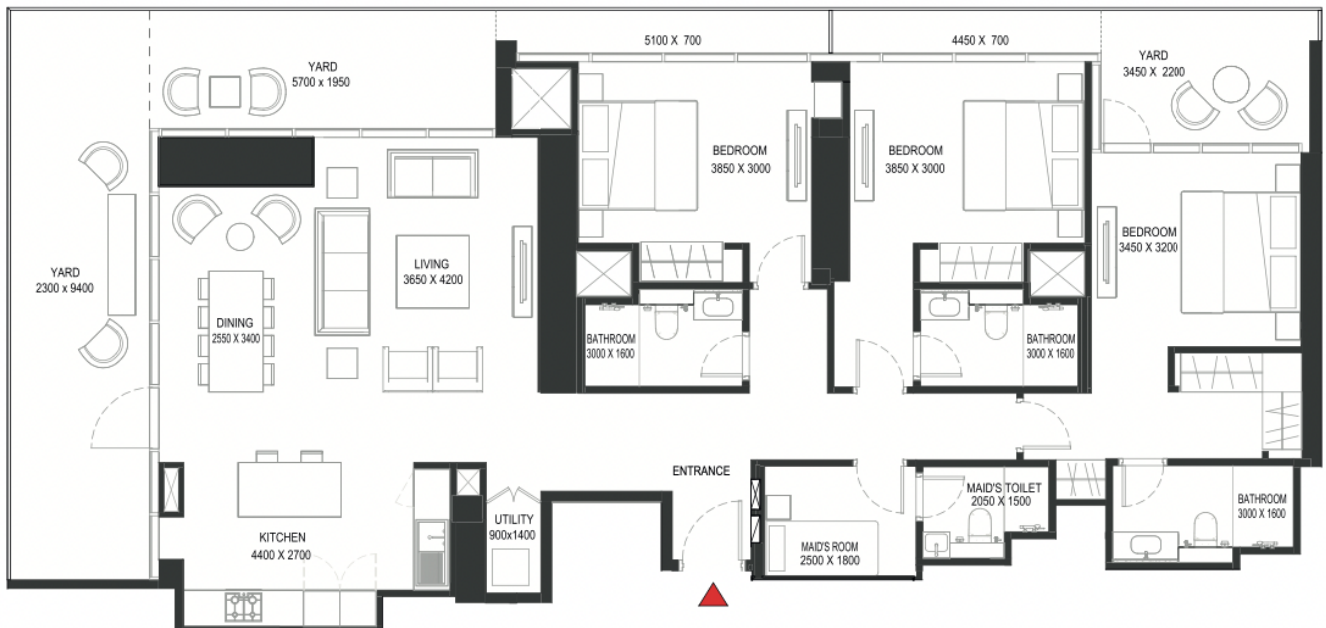 5100 X 700
4450 X 700
YARD
5700 x 1950
YARD
3450 X 2200
BEDROOM
3850 X 3000
BEDROOM
3850 X 3000
BEDROOM
3450 X 3200
YARD
2300 x 9400
LIVING
3650 X 4200
DINING
2550 X 3400
BATHROOM
3000 X 1600
BATHROOM
3000 X 1600
ENTRANCE
KITCHEN
4400 X 2700
UTILITY
900x1400
MAID'S ROOM
2500 X 1800
MAID'S TOILET
2050 X 1500
BATHROOM
3000 X 1600